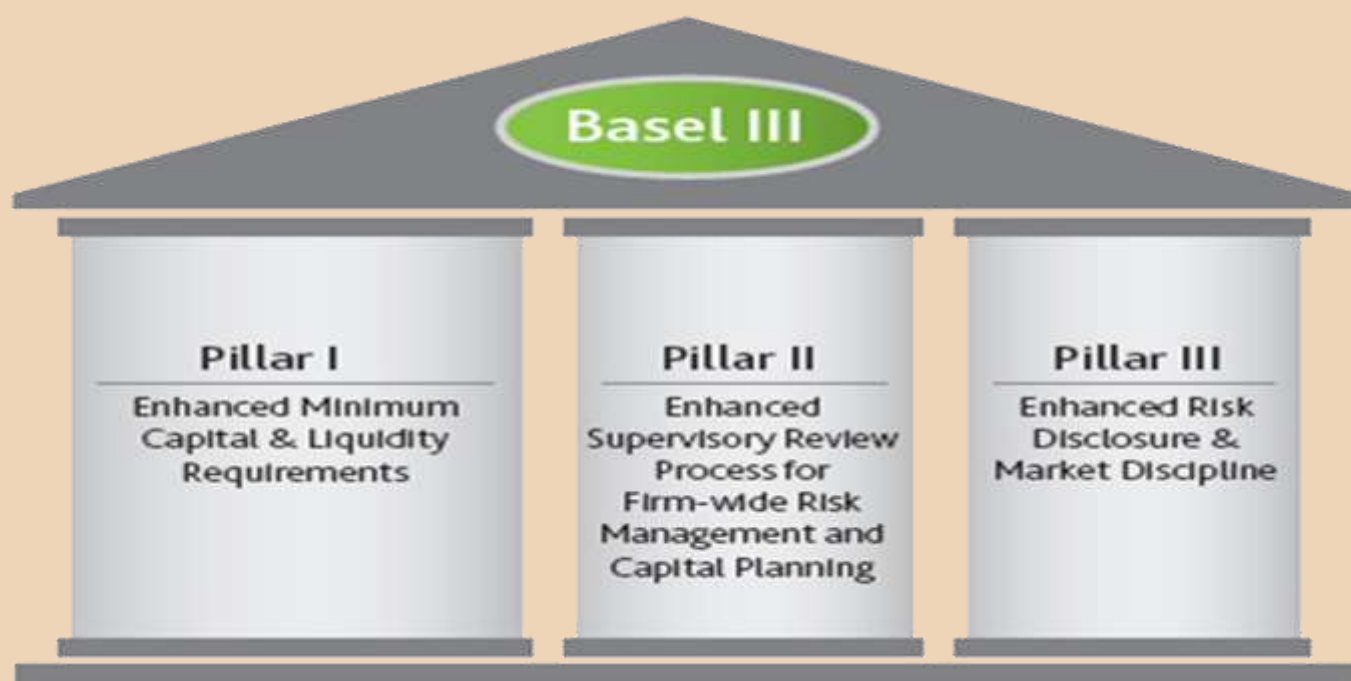 Basel III
Pillar I
Enhanced Minimum
Capital & Liquidity
Requirements
Pillar II
Enhanced
Supervisory Review
Process for
Firm-wide Risk
Management and
Capital Planning
Pillar III
Enhanced Risk
Disclosure &
Market Discipline